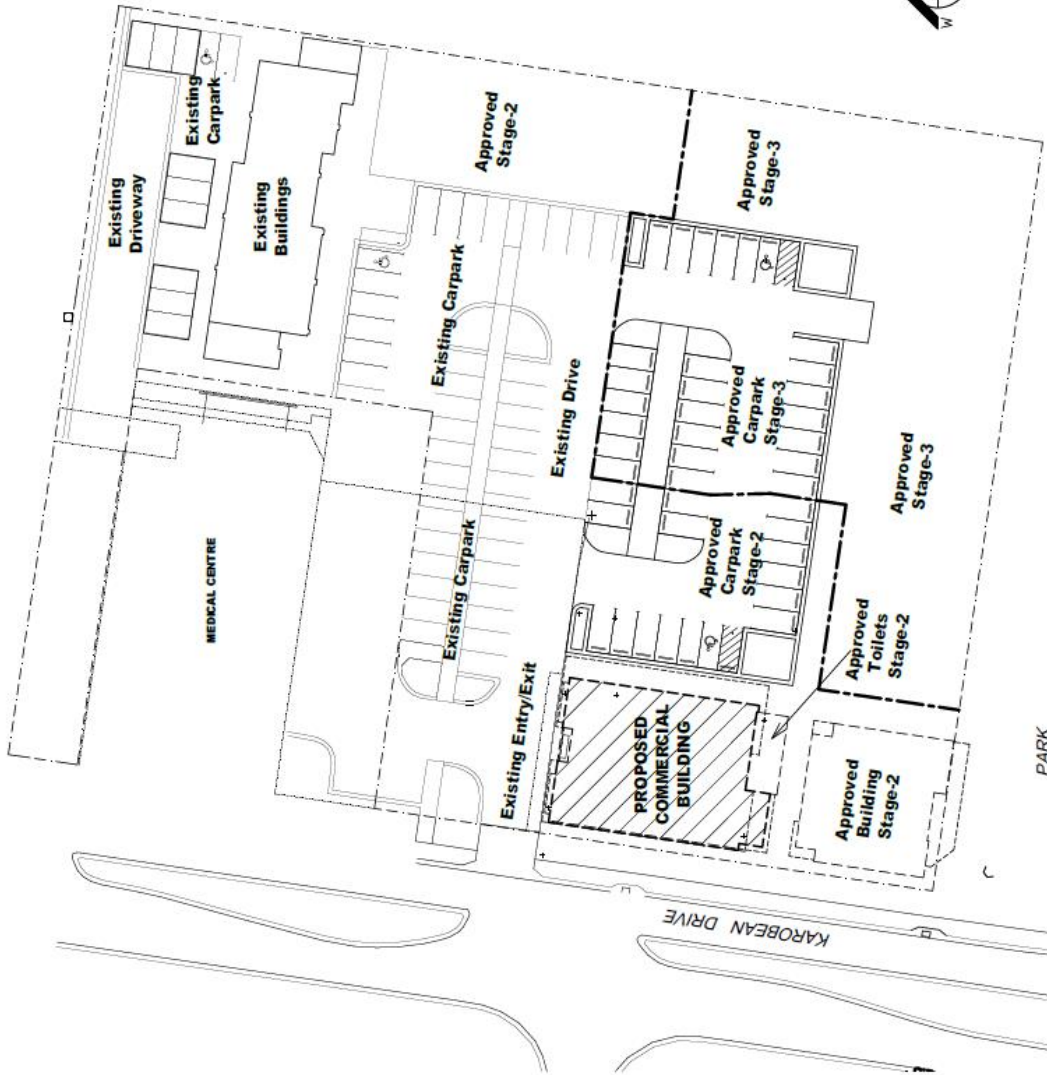 W
Existing
Carpark
Existing
Driveway
Existing
Buildings
Approved
Stage-2
Approved
Stage-3
MEDICAL CENTRE
Existing Carpark
Existing Drive
Existing Carpark
Approved
Carpark
Stage-3
Approved
Stage-3
Approved
Carpark
Stage-2
Existing Entry/Exit
Approved
Toilets
Stage-2
PROPOSED
COMMERCIAL
BUILDING
Approved
Building
Stage-2
KAROBEAN DRIVE
PARK